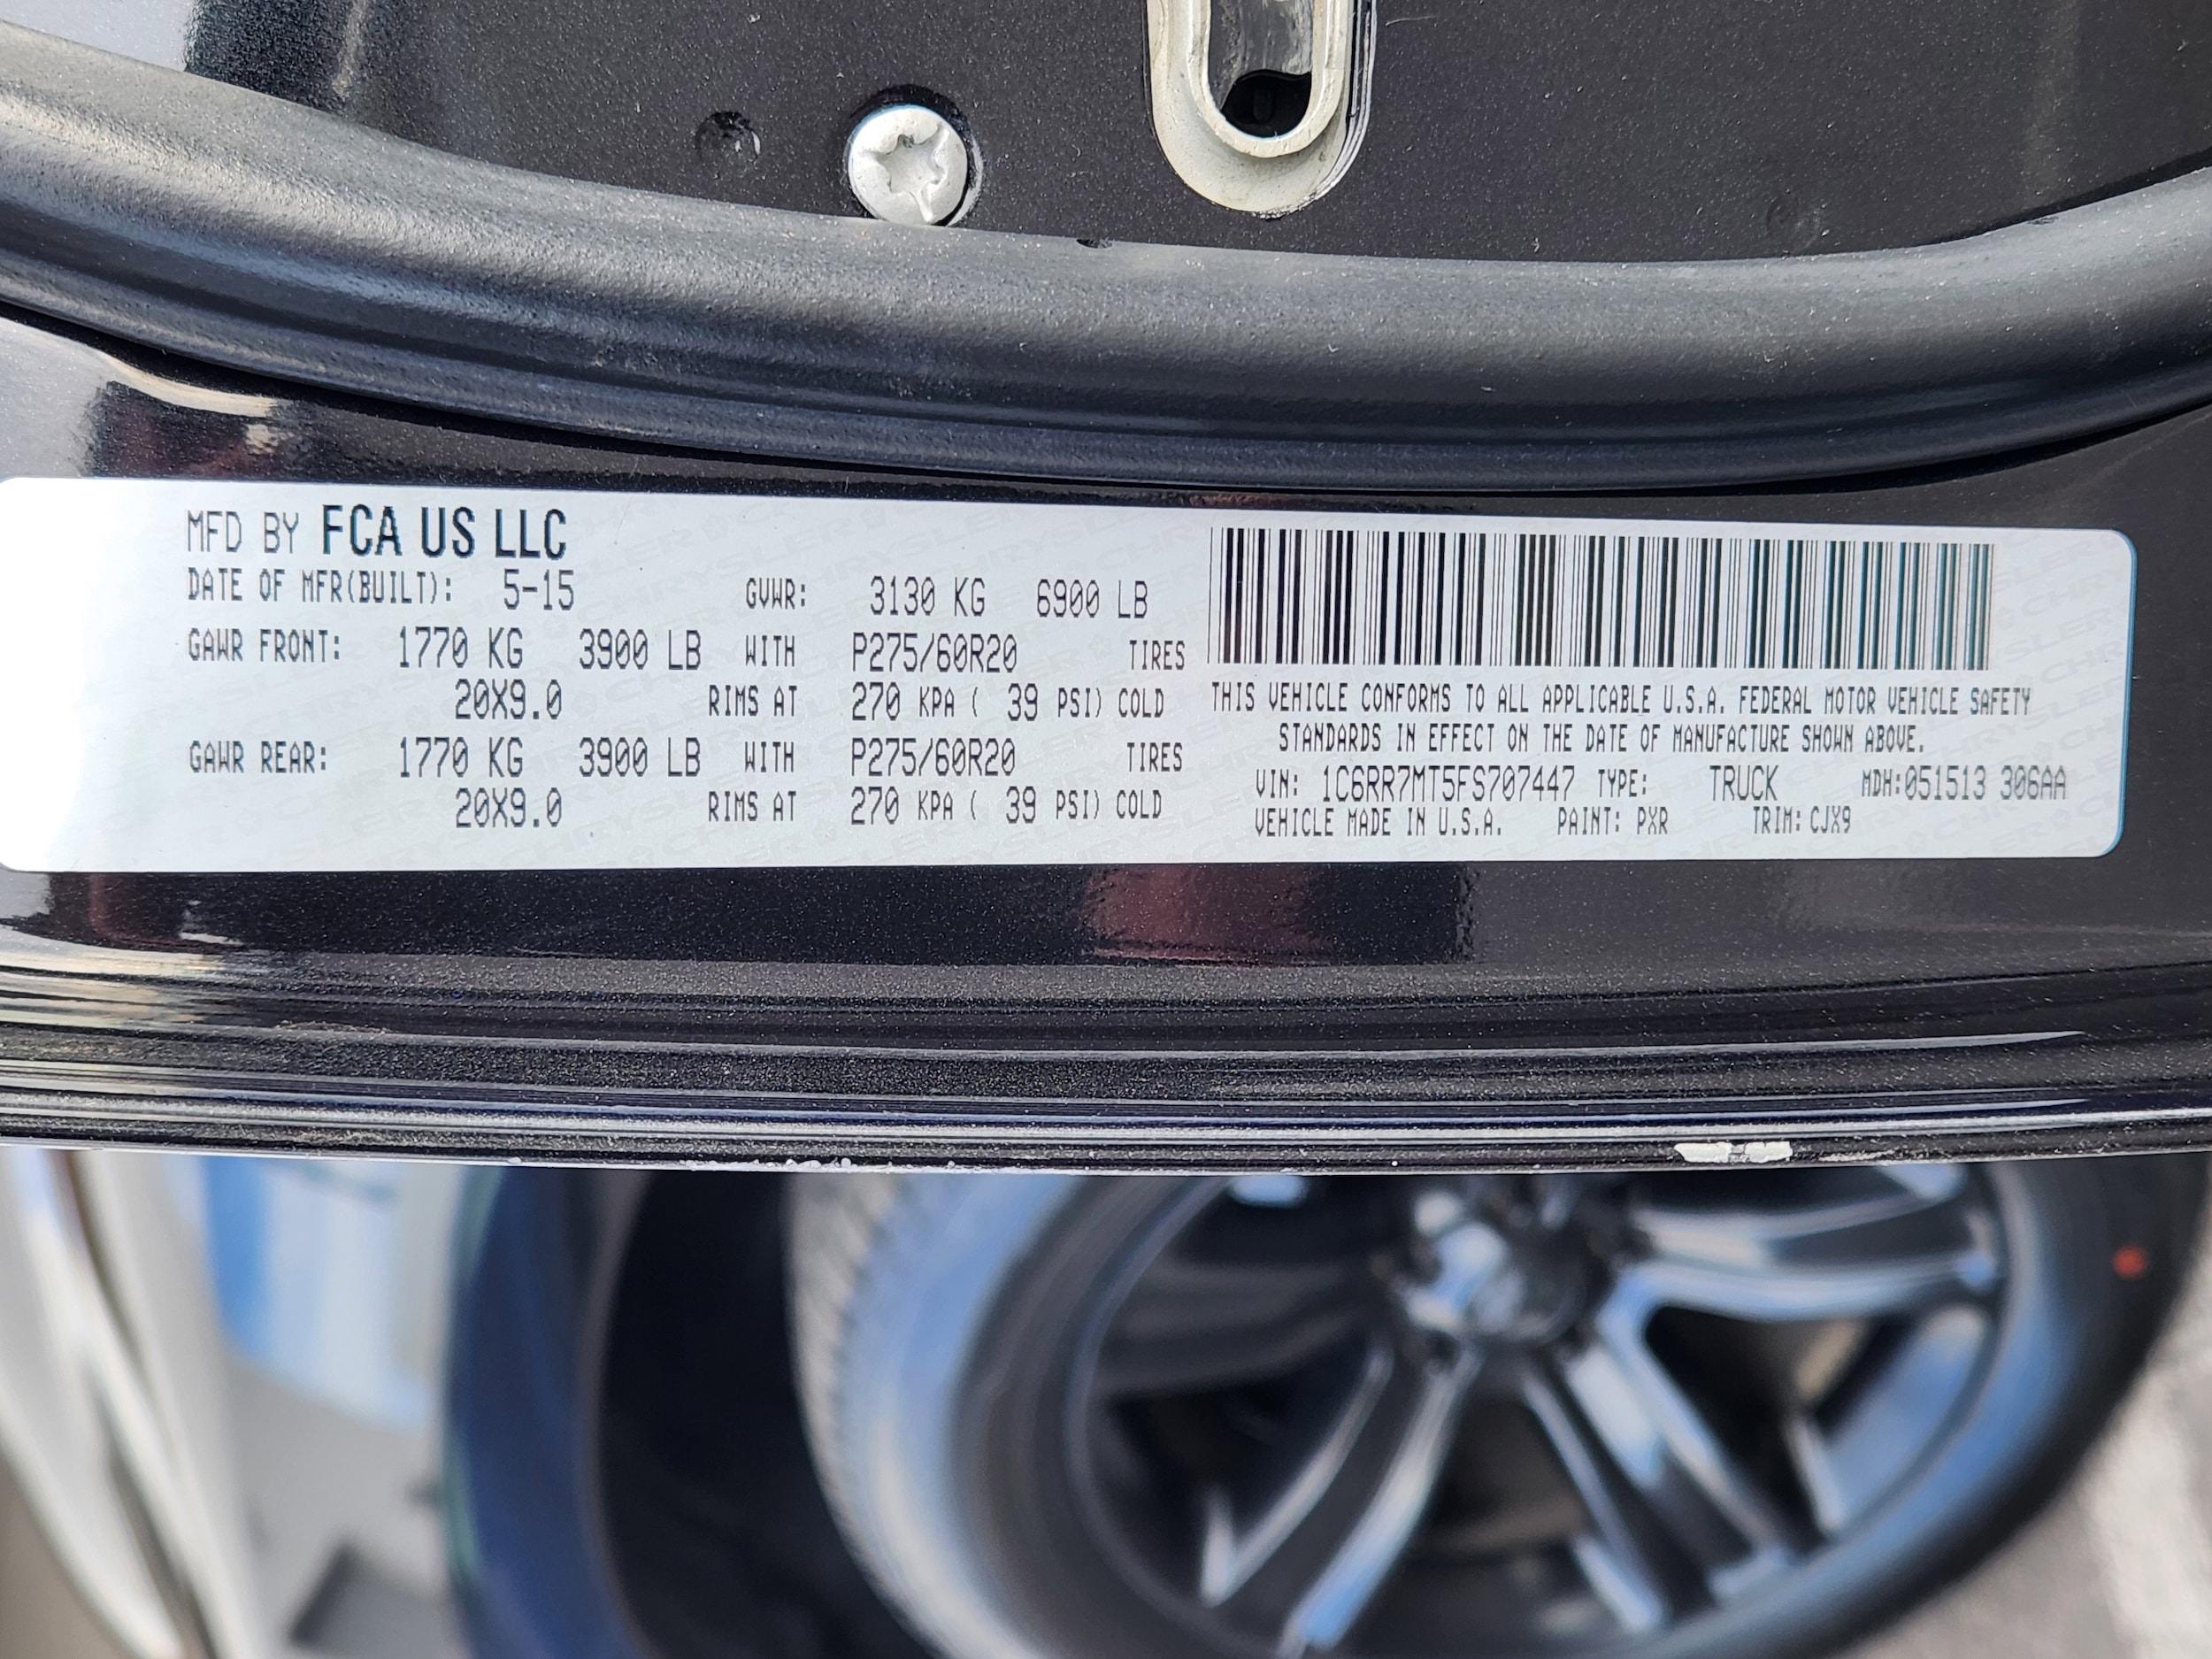 MFD BY FCA US LLC
DATE OF MFR(BUILT): 5-15 GVWR: 3130 KG 6900 LB
GAWR FRONT: 1770 KG 3900 LB WITH P275/60R20 TIRES
20X9.0 RIMS AT 270 KPA ( 39 PSI) COLD
GAWR REAR: 1770 KG 3900 LB WITH P275/60R20 TIRES
20X9.0 RIMS AT 270 KPA ( 39 PSI) COLD
THIS VEHICLE CONFORMS TO ALL APPLICABLE U.S.A. FEDERAL MOTOR VEHICLE SAFETY
STANDARDS IN EFFECT ON THE DATE OF MANUFACTURE SHOWN ABOVE.
VIN: 1C6RR7MT5FS707447 TYPE: TRUCK MDH:051513 306AA
VEHICLE MADE IN U.S.A. PAINT: PXR TRIM: CJX9